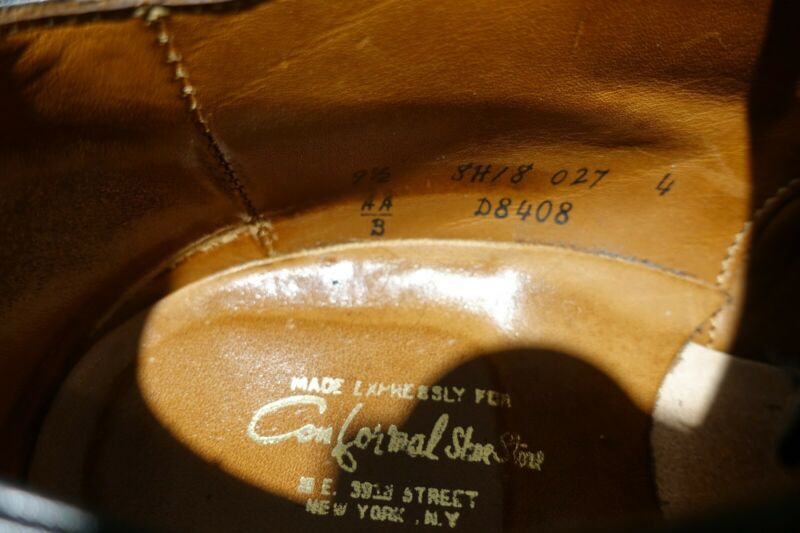 9½ 8H/8 027 4
AA D8408
B
MADE EXPRESSLY FOR
Conformal Shoe Store
E. 39th STREET
NEW YORK, N.Y